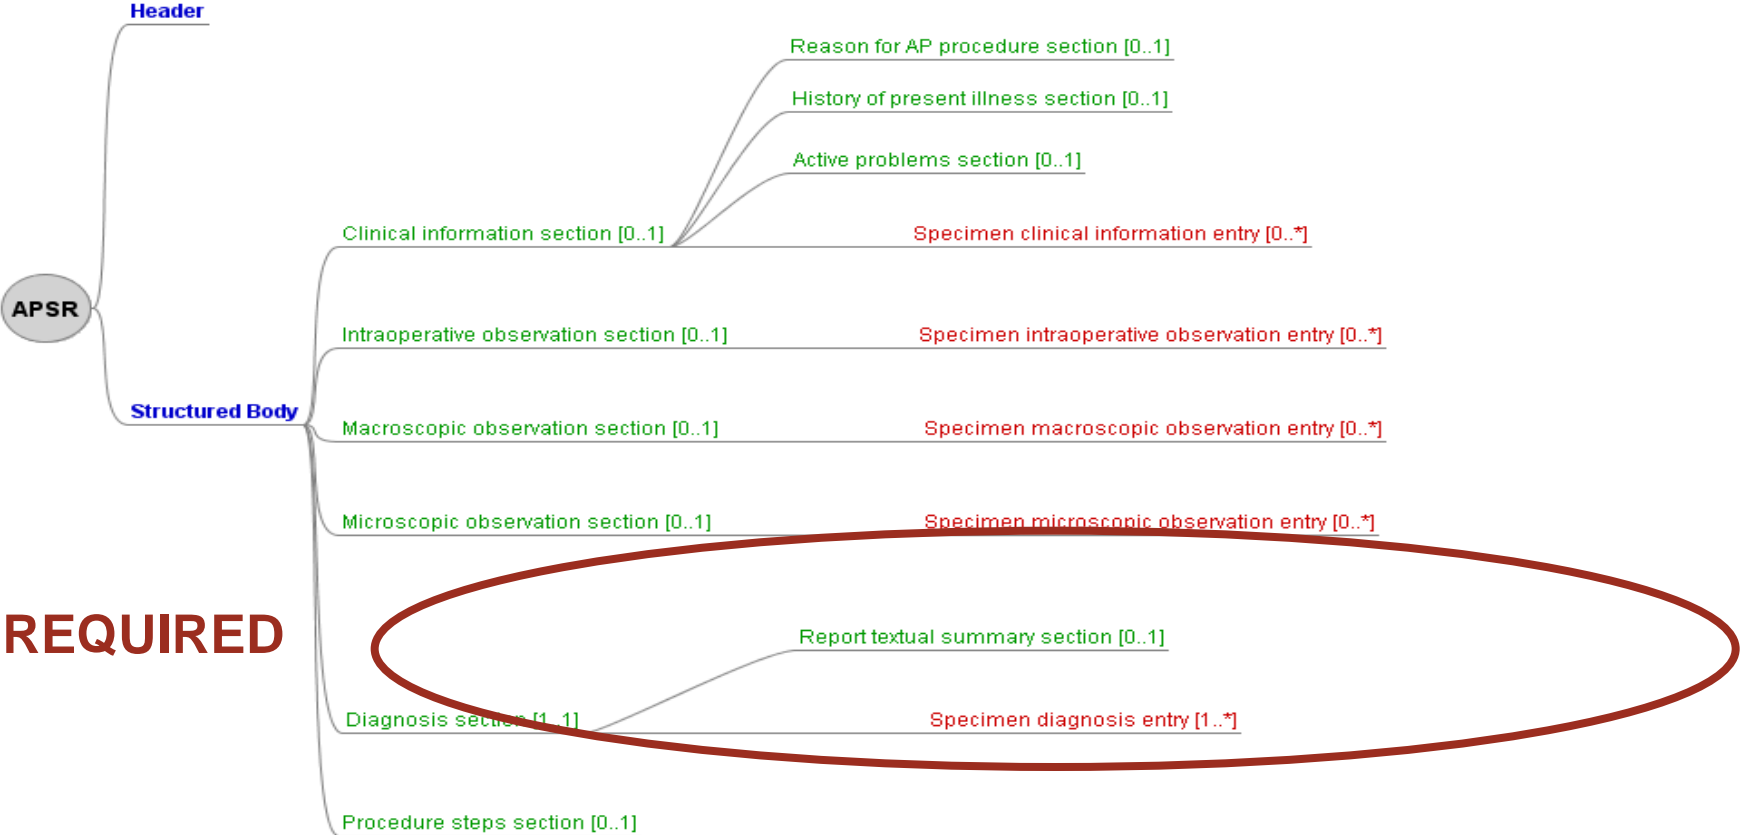 Header
Reason for AP procedure section [0..1]
History of present illness section [0..1]
Active problems section [0..1]
Clinical information section [0..1]
Specimen clinical information entry [0..*]
APSR
Intraoperative observation section [0..1]
Specimen intraoperative observation entry [0..*]
Structured Body
Macroscopic observation section [0..1]
Specimen macroscopic observation entry [0..*]
Microscopic observation section [0..1]
Specimen microscopic observation entry [0..*]
REQUIRED
Report textual summary section [0..1]
Diagnosis section [1..1]
Specimen diagnosis entry [1..*]
Procedure steps section [0..1]